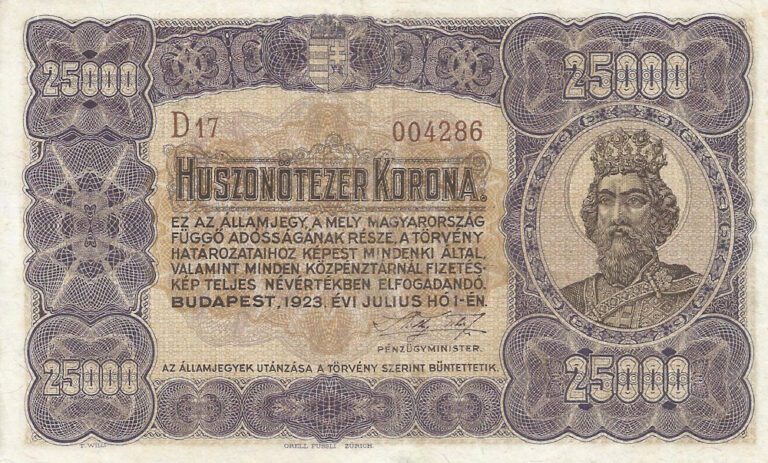 25000
25000
D 17
004286
HUSZONÖTEZER KORONA.
EZ AZ ÁLLAMJEGY, A MELY MAGYARORSZÁG
FÜGGŐ ADÓSSÁGÁNAK RÉSZE, A TÖRVÉNY
HATÁROZATAIHOZ KÉPEST MINDENKI ÁLTAL,
VALAMINT MINDEN KÖZPÉNZTÁRNÁL FIZETÉS-
KÉP TELJES NÉVÉRTÉKBEN ELFOGADANDÓ.
BUDAPEST, 1923. ÉVI JULIUS HÓ 1-ÉN.
PÉNZÜGYMINISTER.
25000
25000
AZ ÁLLAMJEGYEK UTÁNZÁSA A TÖRVÉNY SZERINT BÜNTETTETIK.
ORELL FÜSSLI ZÜRICH.